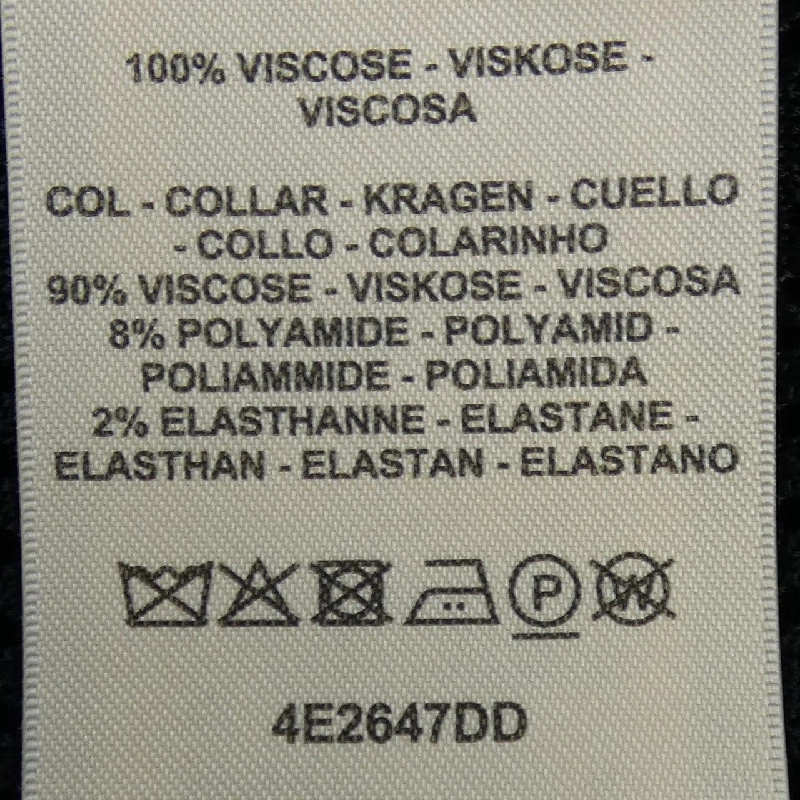 100% VISCOSE - VISKOSE -
VISCOSA
COL - COLLAR - KRAGEN - CUELLO
- COLLO - COLARINHO
90% VISCOSE - VISKOSE - VISCOSA
8% POLYAMIDE - POLYAMID -
POLIAMMIDE - POLIAMIDA
2% ELASTHANNE - ELASTANE -
ELASTHAN - ELASTAN - ELASTANO
P W
4E2647DD